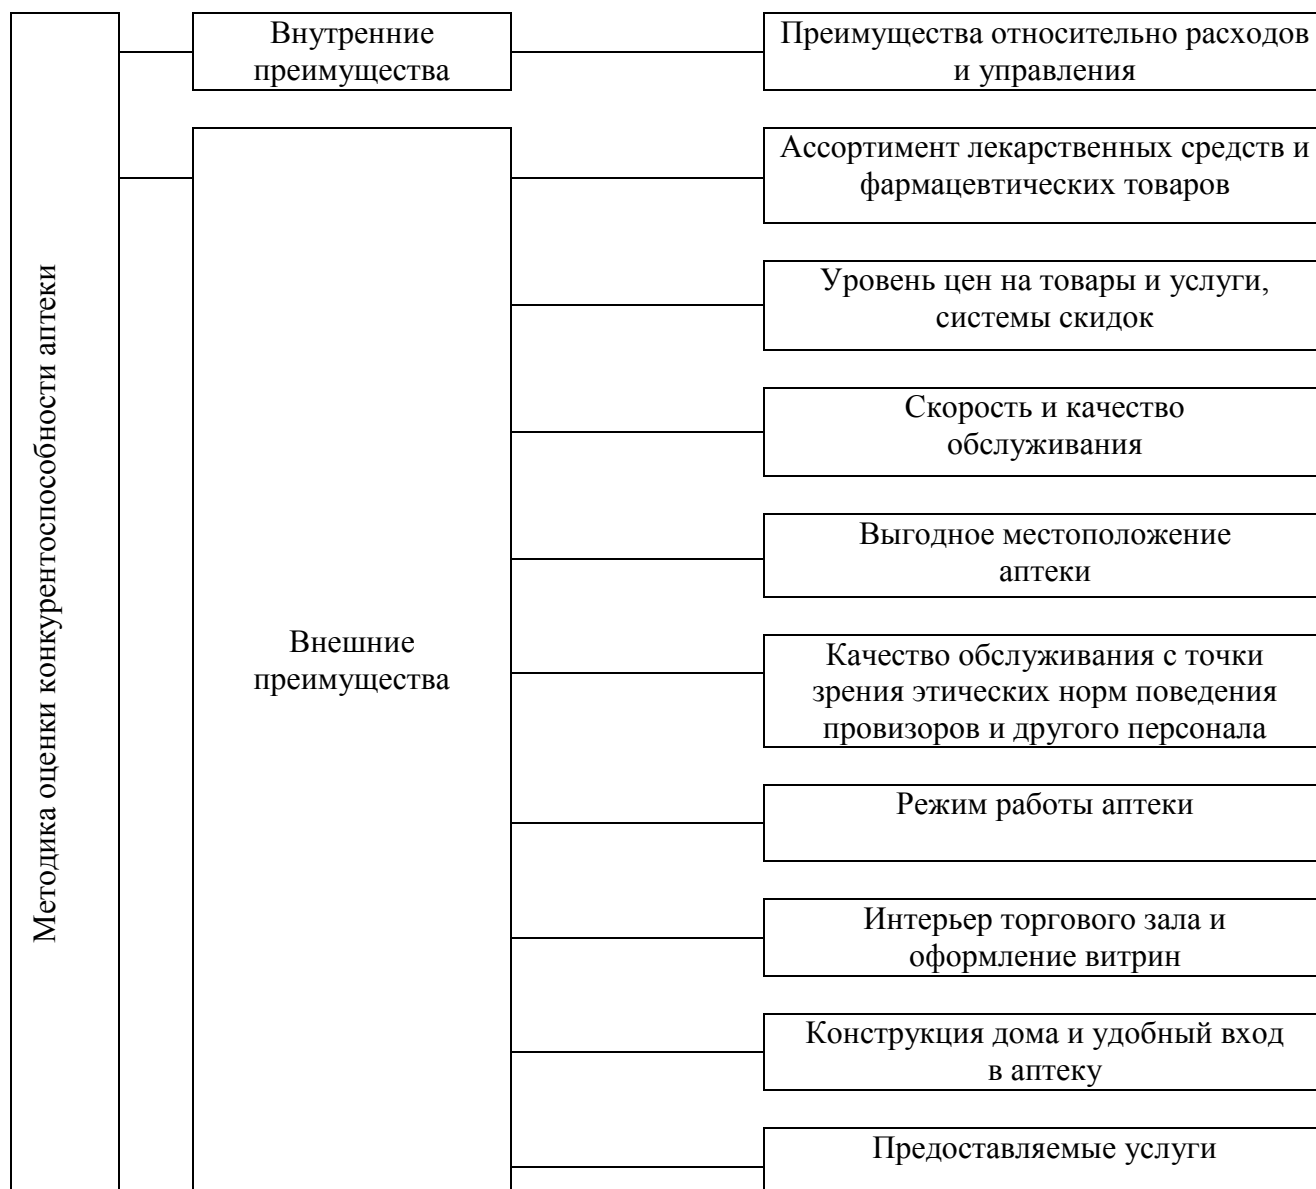 Методика оценки конкурентоспособности аптеки
Внутренние
преимущества
Преимущества относительно расходов
и управления
Внешние
преимущества
Ассортимент лекарственных средств и
фармацевтических товаров
Уровень цен на товары и услуги,
системы скидок
Скорость и качество
обслуживания
Выгодное местоположение
аптеки
Качество обслуживания с точки
зрения этических норм поведения
провизоров и другого персонала
Режим работы аптеки
Интерьер торгового зала и
оформление витрин
Конструкция дома и удобный вход
в аптеку
Предоставляемые услуги